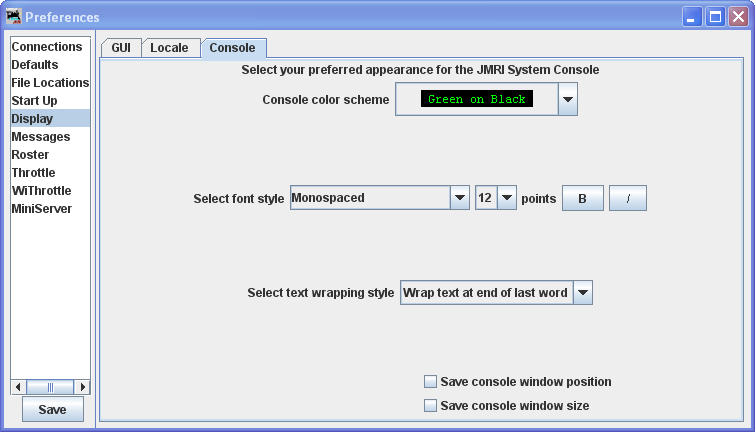 Preferences
Connections
Defaults
File Locations
Start Up
Display
Messages
Roster
Throttle
WiThrottle
MiniServer
Save
GUI Locale Console
Select your preferred appearance for the JMRI System Console
Console color scheme Green on Black
Select font style Monospaced 12 points B I
Select text wrapping style Wrap text at end of last word
Save console window position
Save console window size